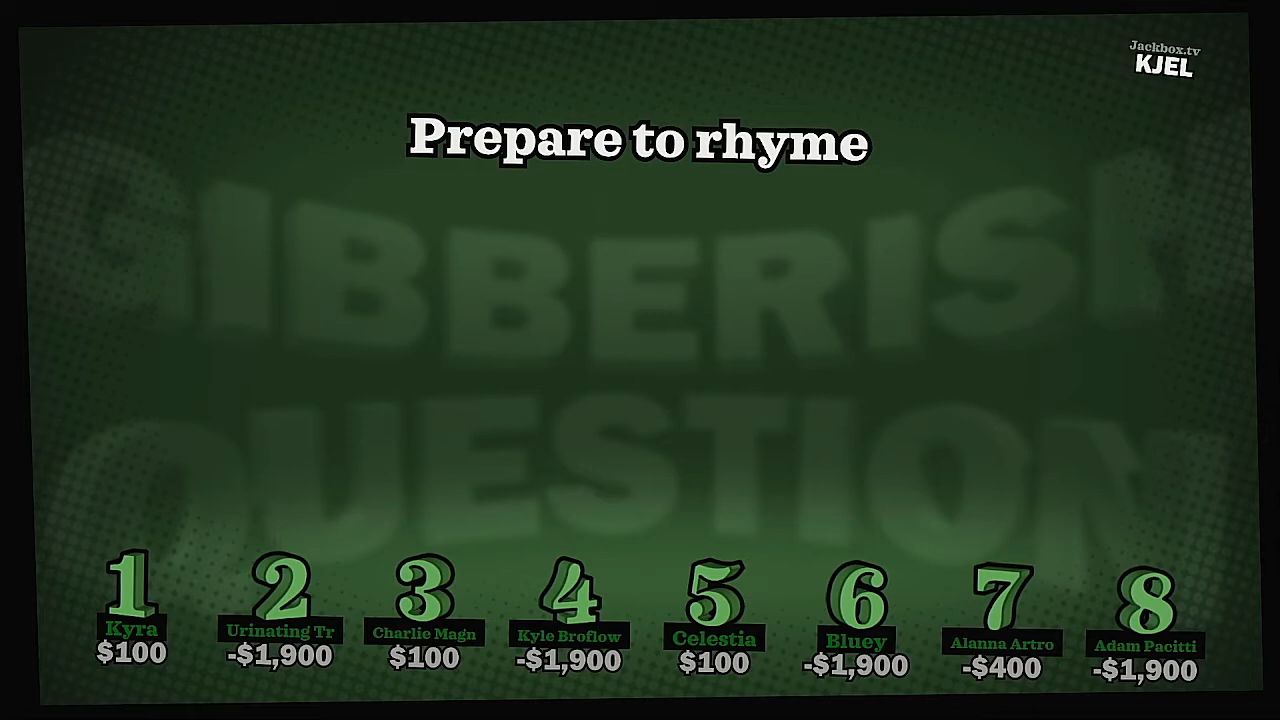 Jackbox.tv
KJEL
Prepare to rhyme
GIBBERISH
QUESTION
1 2 3 4 5 6 7 8
Kyra Urinating Tr Charlie Magn Kyle Broflow Celestia Bluey Alanna Artro Adam Pacitti
$100 -$1,900 $100 -$1,900 $100 -$1,900 -$400 -$1,900